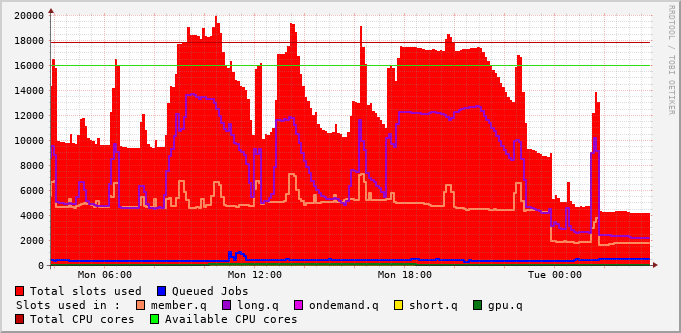 20000
18000
16000
14000
12000
10000
8000
6000
4000
2000
0
Mon 06:00 Mon 12:00 Mon 18:00 Tue 00:00
RRDTOOL / TOBI OETIKER
Total slots used Queued Jobs
Slots used in : member.q long.q ondemand.q short.q gpu.q
Total CPU cores Available CPU cores